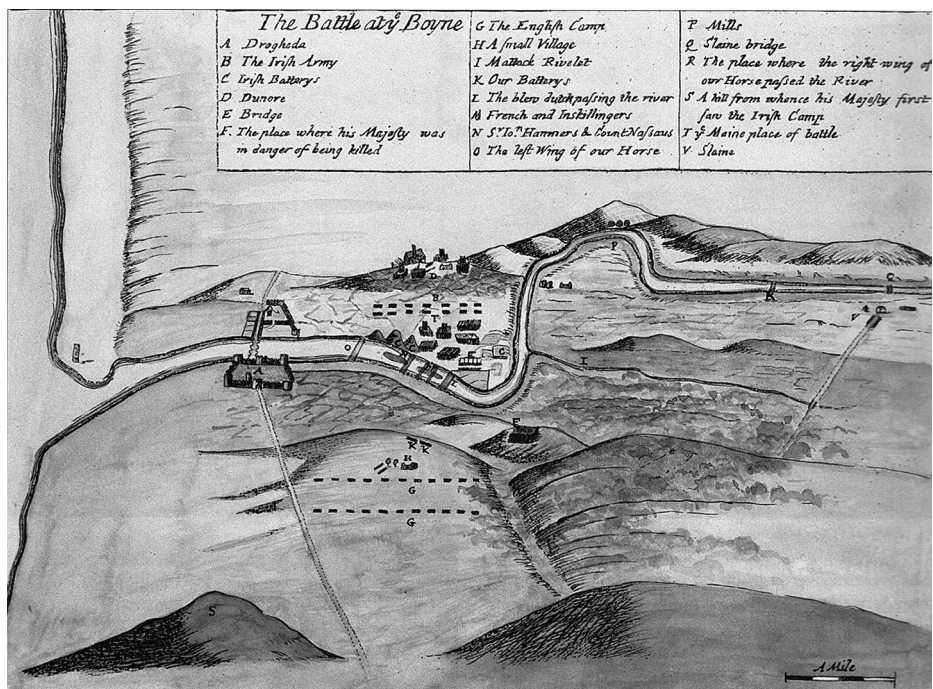 The Battle at yͤ Boyne
A Drogheda
B The Irish Army
C Irish Batterys
D Dunore
E Bridge
F. The place where his Majesty was
in danger of being killed
G The English Camp
H A small Village
I Mattock Rivelet
K Our Batterys
L The blew dutch passing the river
M French and Inskillingers
N Sʳ Ioⁿ Hanmers & Count Nassaus
O The left Wing of our Horse
P Mills
Q Slaine bridge
R The place where the right wing of
our Horse passed the River
S A hill from whence his Majesty first
saw the Irish Camp
T yͤ Maine place of battle
V Slaine
P
D
B
T
R
V
O
C
L
I
A
F
K K
H
G
G
S
A Mile